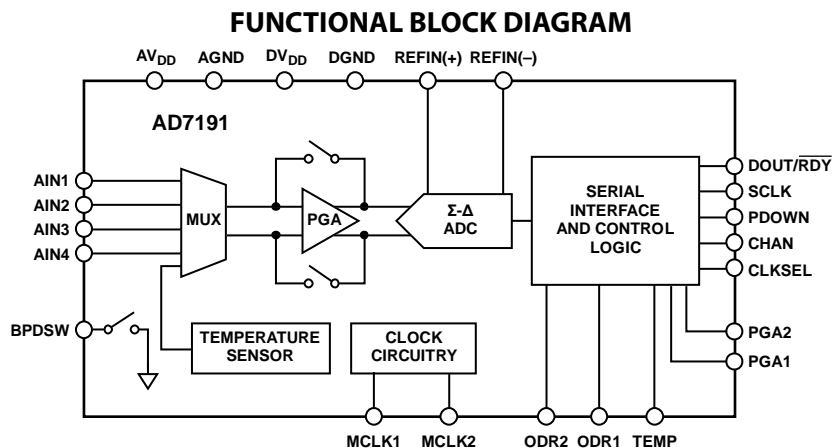 FUNCTIONAL BLOCK DIAGRAM
AVDD AGND DVDD DGND REFIN(+) REFIN(–)
AD7191
AIN1
AIN2
AIN3
AIN4
MUX
PGA
Σ-Δ
ADC
SERIAL
INTERFACE
AND CONTROL
LOGIC
DOUT/RDY
SCLK
PDOWN
CHAN
CLKSEL
BPDSW
TEMPERATURE
SENSOR
CLOCK
CIRCUITRY
PGA2
PGA1
MCLK1 MCLK2 ODR2 ODR1 TEMP